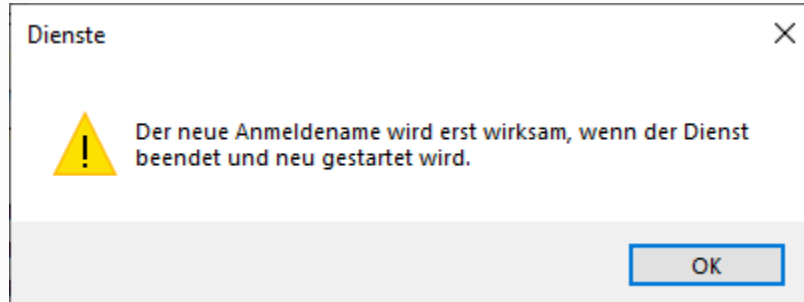 Dienste
Der neue Anmeldename wird erst wirksam, wenn der Dienst
beendet und neu gestartet wird.
OK